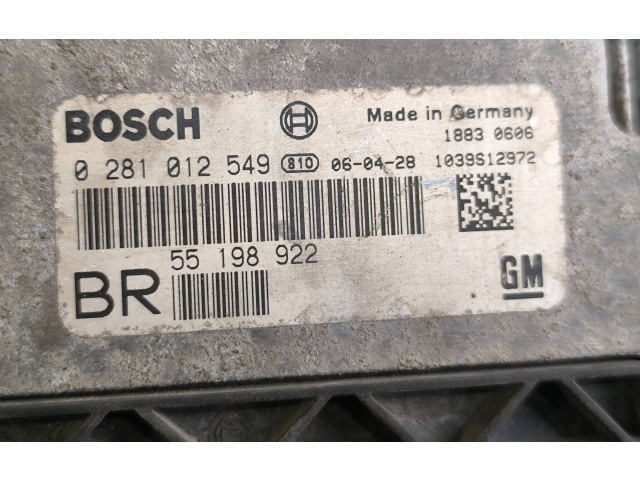 BOSCH
Made in Germany
1883 0606
0 281 012 549 810 06-04-28 1039S12972
55 198 922
BR
GM